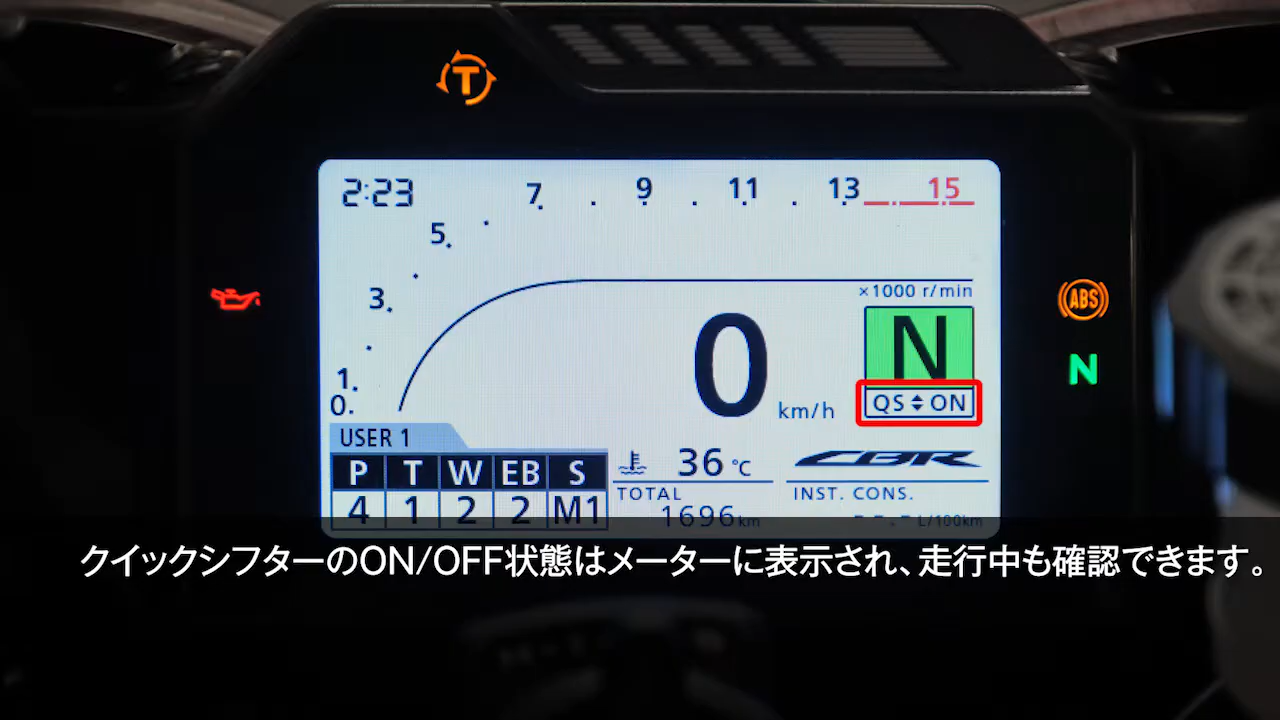 T
2:23
7 9 11 13 15
5
3
1
0
×1000 r/min
ABS
N
N
0 km/h
QS ON
USER 1
P T W EB S
4 1 2 2 M1
36 ℃
CBR
TOTAL
1696km
INST. CONS.
--.- L/100km
クイックシフターのON/OFF状態はメーターに表示され、走行中も確認できます。